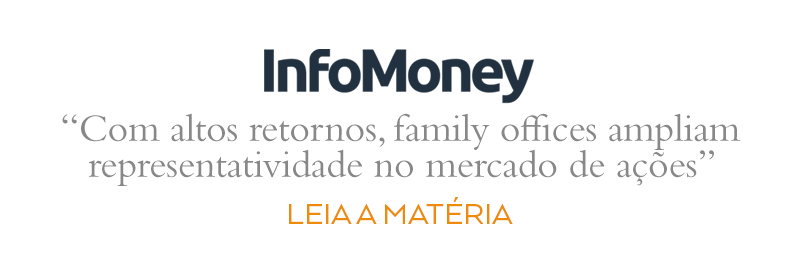 InfoMoney
“Com altos retornos, family offices ampliam
representatividade no mercado de ações”
LEIA A MATÉRIA